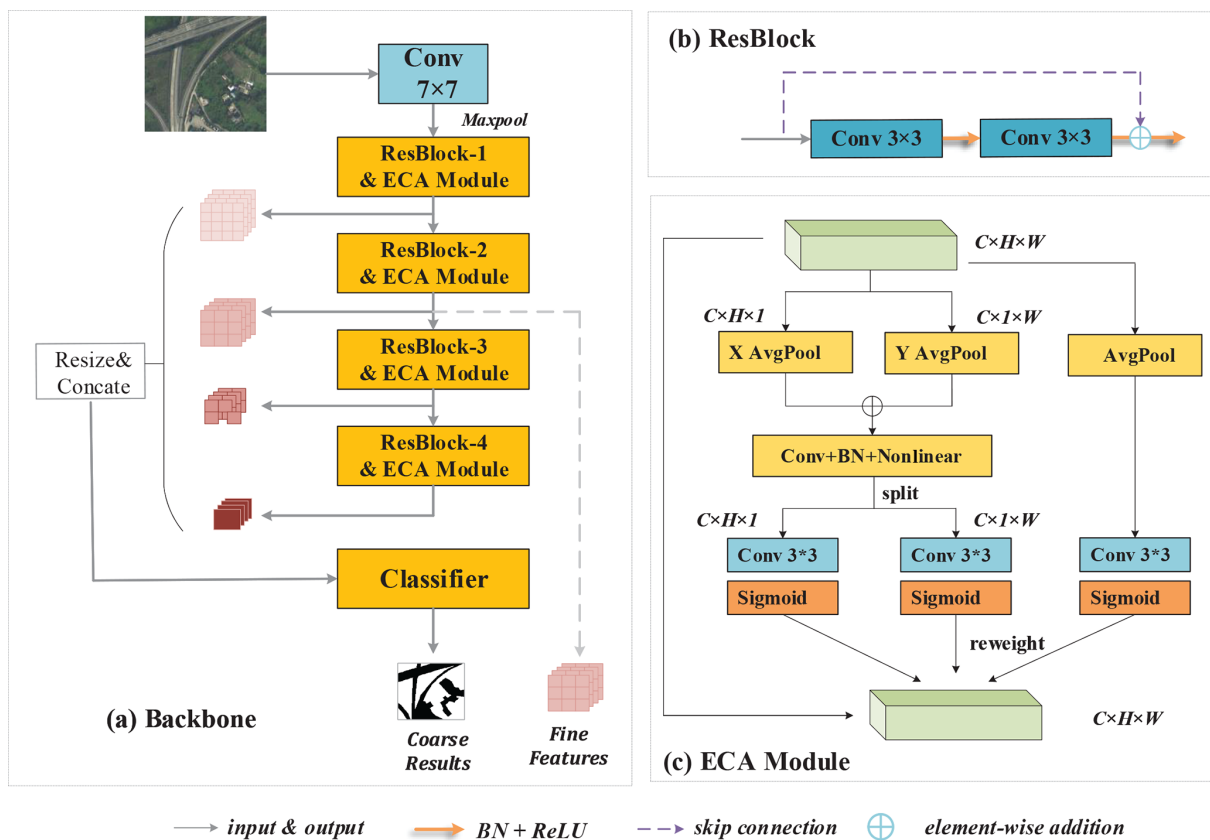 Conv
7×7
Maxpool
ResBlock-1
& ECA Module
ResBlock-2
& ECA Module
ResBlock-3
& ECA Module
ResBlock-4
& ECA Module
Resize&
Concate
Classifier
(a) Backbone
Coarse
Results
Fine
Features
(b) ResBlock
Conv 3×3
Conv 3×3
C×H×W
C×H×1
C×1×W
X AvgPool
Y AvgPool
AvgPool
Conv+BN+Nonlinear
split
C×H×1
C×1×W
Conv 3*3
Conv 3*3
Conv 3*3
Sigmoid
Sigmoid
Sigmoid
reweight
C×H×W
(c) ECA Module
input & output
BN + ReLU
skip connection
element-wise addition